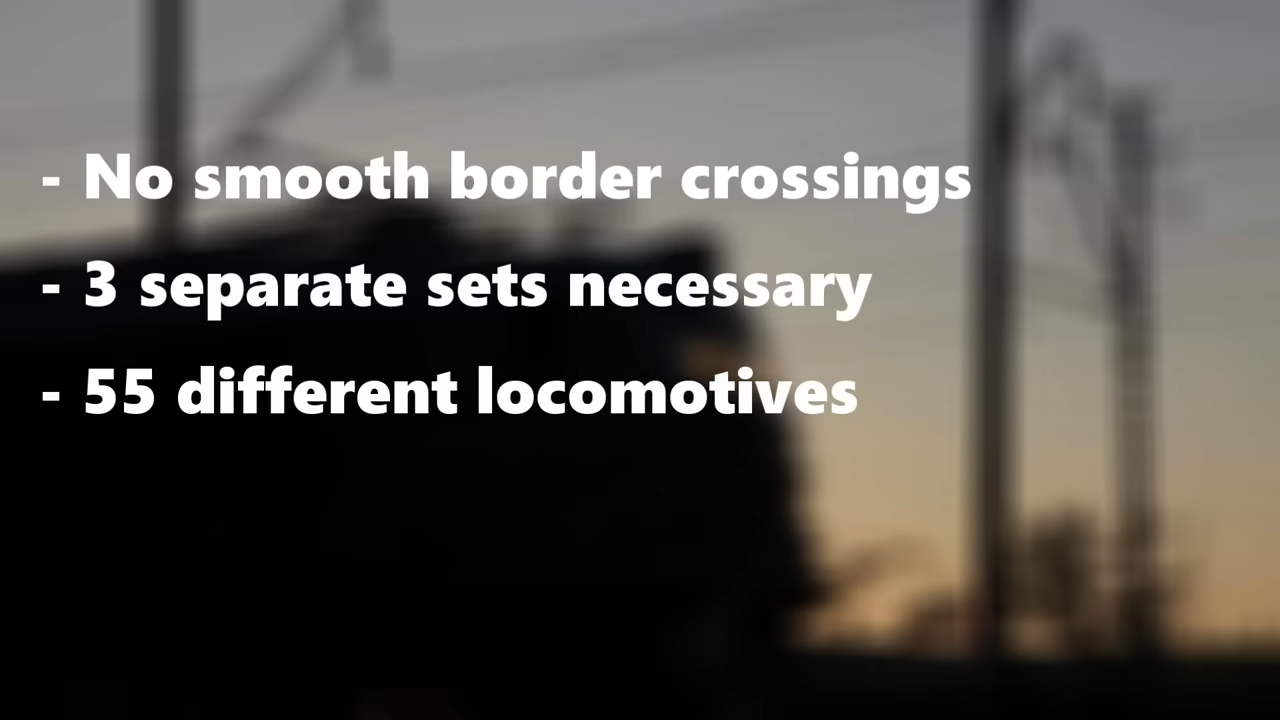 - No smooth border crossings
- 3 separate sets necessary
- 55 different locomotives